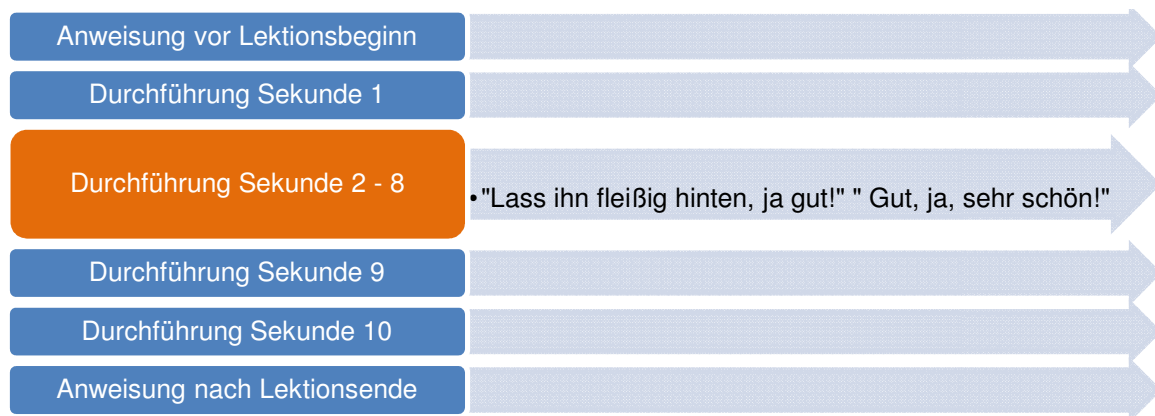 Anweisung vor Lektionsbeginn
Durchführung Sekunde 1
Durchführung Sekunde 2 - 8
•"Lass ihn fleißig hinten, ja gut!" " Gut, ja, sehr schön!"
Durchführung Sekunde 9
Durchführung Sekunde 10
Anweisung nach Lektionsende